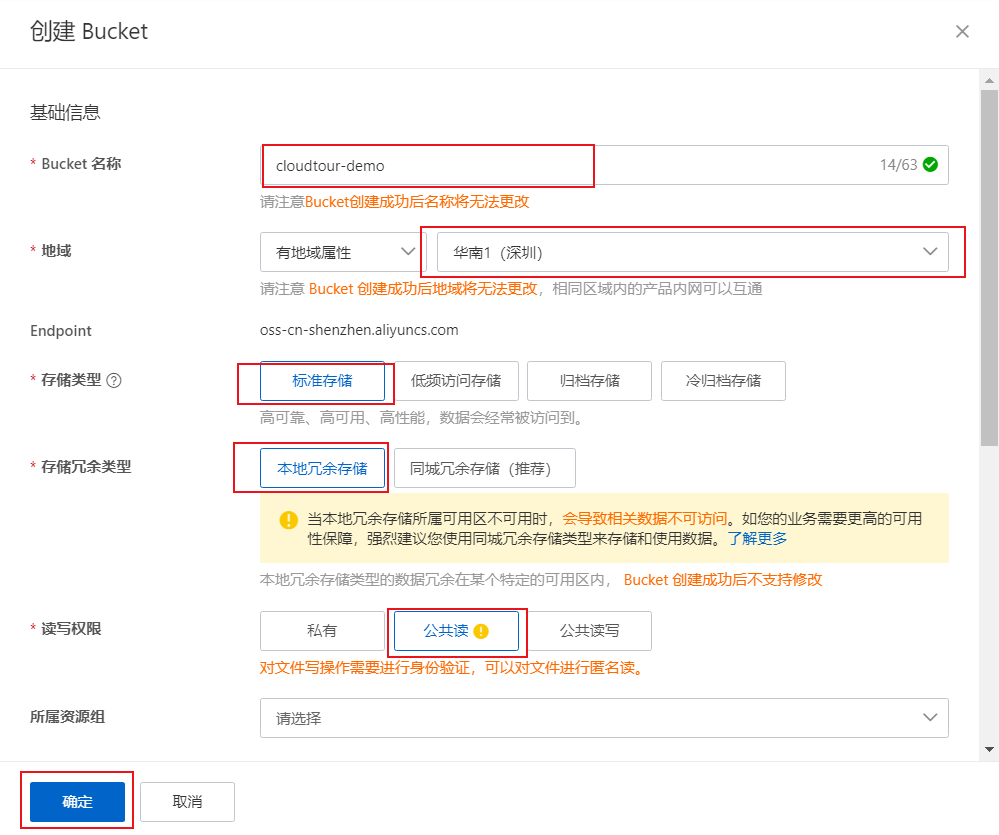 创建 Bucket
基础信息
* Bucket 名称
cloudtour-demo
14/63
请注意Bucket创建成功后名称将无法更改
* 地域
有地域属性
华南1（深圳）
请注意 Bucket 创建成功后地域将无法更改，相同区域内的产品内网可以互通
Endpoint
oss-cn-shenzhen.aliyuncs.com
* 存储类型 ?
标准存储
低频访问存储
归档存储
冷归档存储
高可靠、高可用、高性能，数据会经常被访问到。
* 存储冗余类型
本地冗余存储
同城冗余存储（推荐）
当本地冗余存储所属可用区不可用时，会导致相关数据不可访问。如您的业务需要更高的可用
性保障，强烈建议您使用同城冗余存储类型来存储和使用数据。了解更多
本地冗余存储类型的数据冗余在某个特定的可用区内， Bucket 创建成功后不支持修改
* 读写权限
私有
公共读
公共读写
对文件写操作需要进行身份验证，可以对文件进行匿名读。
所属资源组
请选择
确定
取消